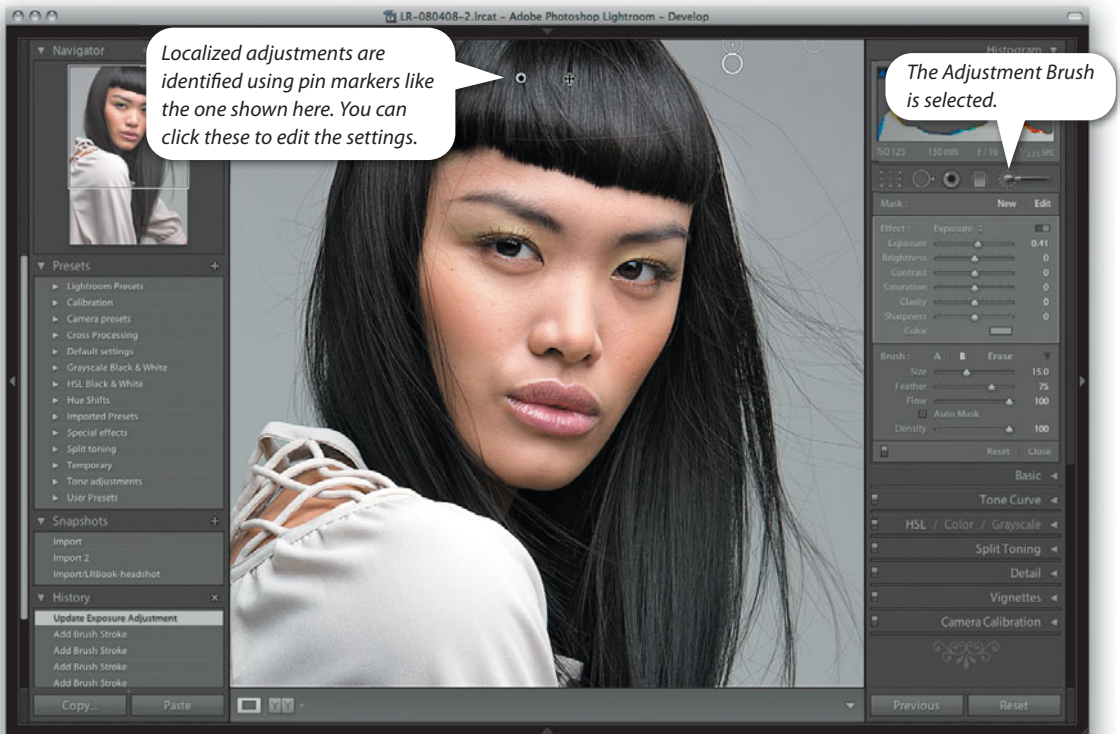 LR-080408-2.lrcat – Adobe Photoshop Lightroom – Develop
Navigator
Localized adjustments are
identified using pin markers like
the one shown here. You can
click these to edit the settings.
Presets +
Lightroom Presets
Calibration
Camera presets
Cross Processing
Default settings
Grayscale Black & White
HSL Black & White
Hue Shifts
Imported Presets
Special effects
Split toning
Temporary
Tone adjustments
User Presets
Snapshots +
Import
Import 2
Import/LRBook-headshot
History x
Update Exposure Adjustment
Add Brush Stroke
Add Brush Stroke
Add Brush Stroke
Add Brush Stroke
Copy... Paste
Y Y
Histogram
The Adjustment Brush
is selected.
ISO 125 130 mm f / 16 1/125 SEC
Mask : New Edit
Effect : Exposure
Exposure 0.41
Brightness 0
Contrast 0
Saturation 0
Clarity 0
Sharpness 0
Color
Brush : A B Erase
Size 15.0
Feather 75
Flow 100
Auto Mask
Density 100
Reset Close
Basic
Tone Curve
HSL / Color / Grayscale
Split Toning
Detail
Vignettes
Camera Calibration
Previous Reset